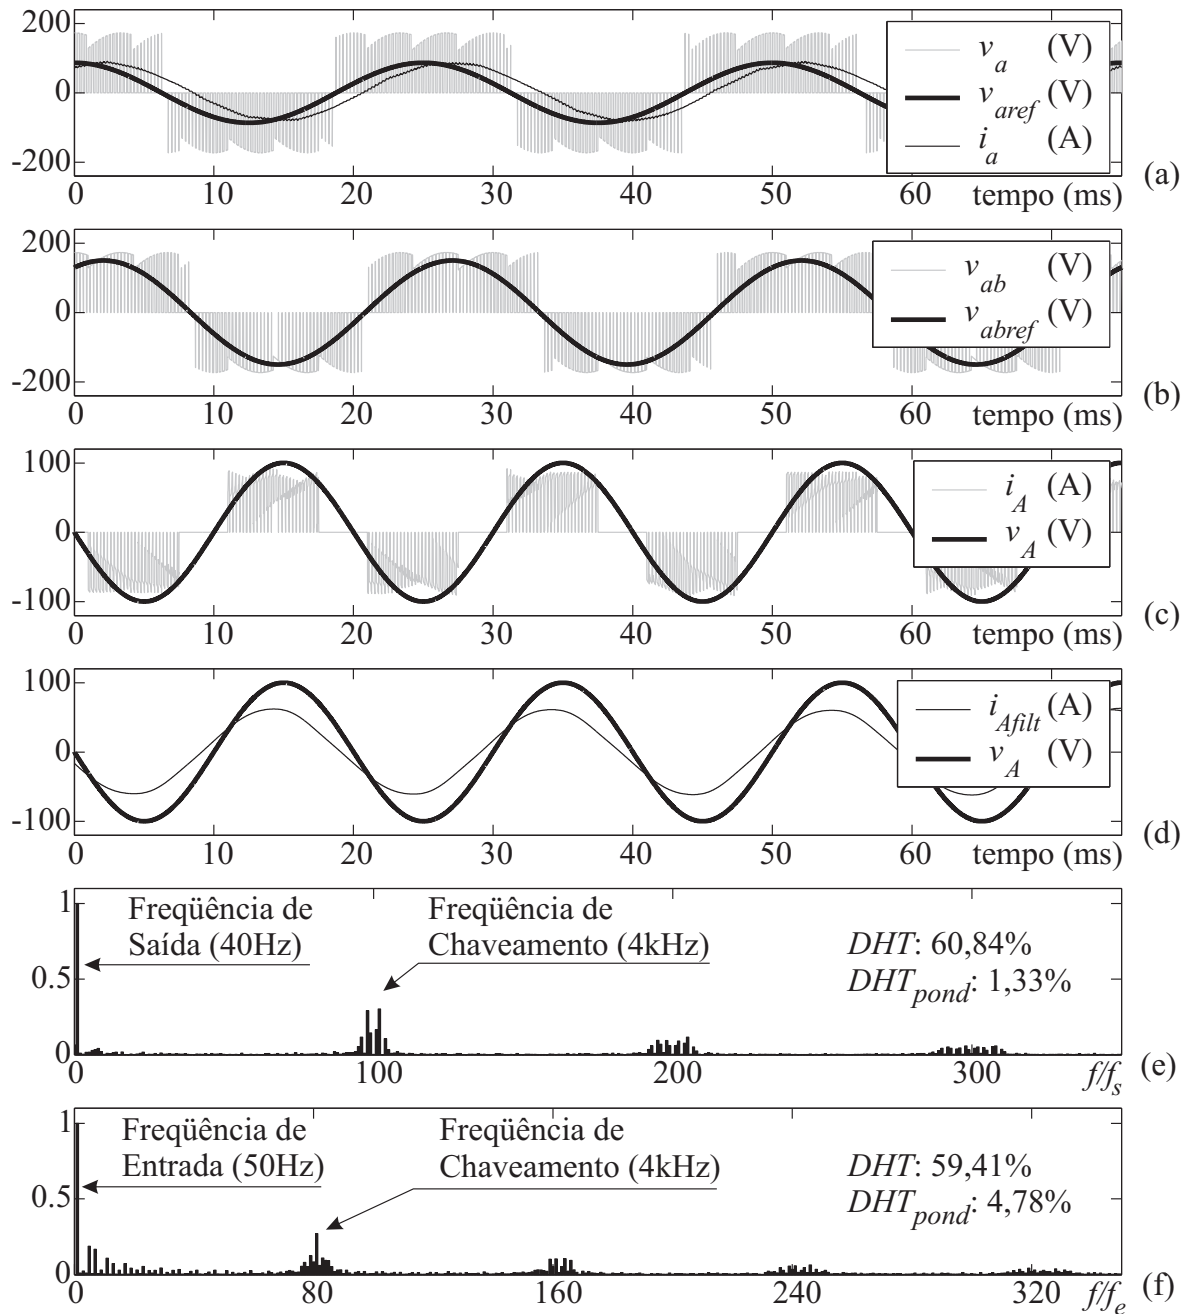 200
0
-200
v_a (V)
v_aref (V)
i_a (A)
0 10 20 30 40 50 60 tempo (ms)
(a)
200
0
-200
v_ab (V)
v_abref (V)
0 10 20 30 40 50 60 tempo (ms)
(b)
100
0
-100
i_A (A)
v_A (V)
0 10 20 30 40 50 60 tempo (ms)
(c)
100
0
-100
i_Afilt (A)
v_A (V)
0 10 20 30 40 50 60 tempo (ms)
(d)
1
0.5
0
Freqüência de
Saída (40Hz)
Freqüência de
Chaveamento (4kHz)
DHT: 60,84%
DHT_pond: 1,33%
0 100 200 300 f/f_s
(e)
1
0.5
0
Freqüência de
Entrada (50Hz)
Freqüência de
Chaveamento (4kHz)
DHT: 59,41%
DHT_pond: 4,78%
0 80 160 240 320 f/f_e
(f)